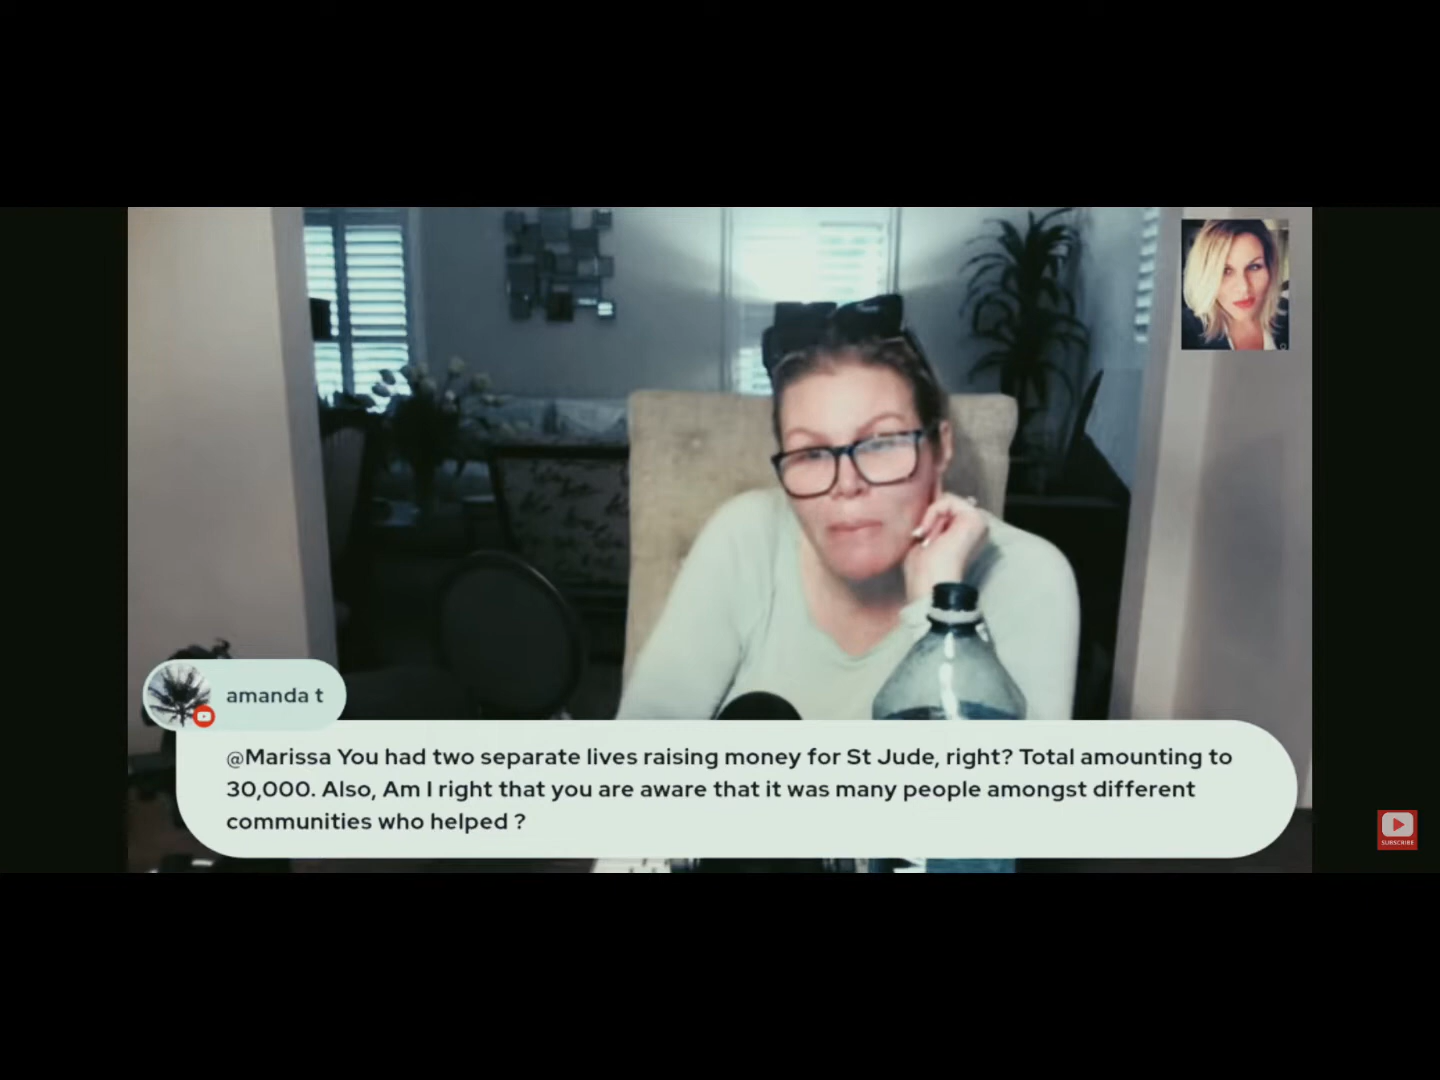 amanda t
@Marissa You had two separate lives raising money for St Jude, right? Total amounting to
30,000. Also, Am I right that you are aware that it was many people amongst different
communities who helped ?
SUBSCRIBE